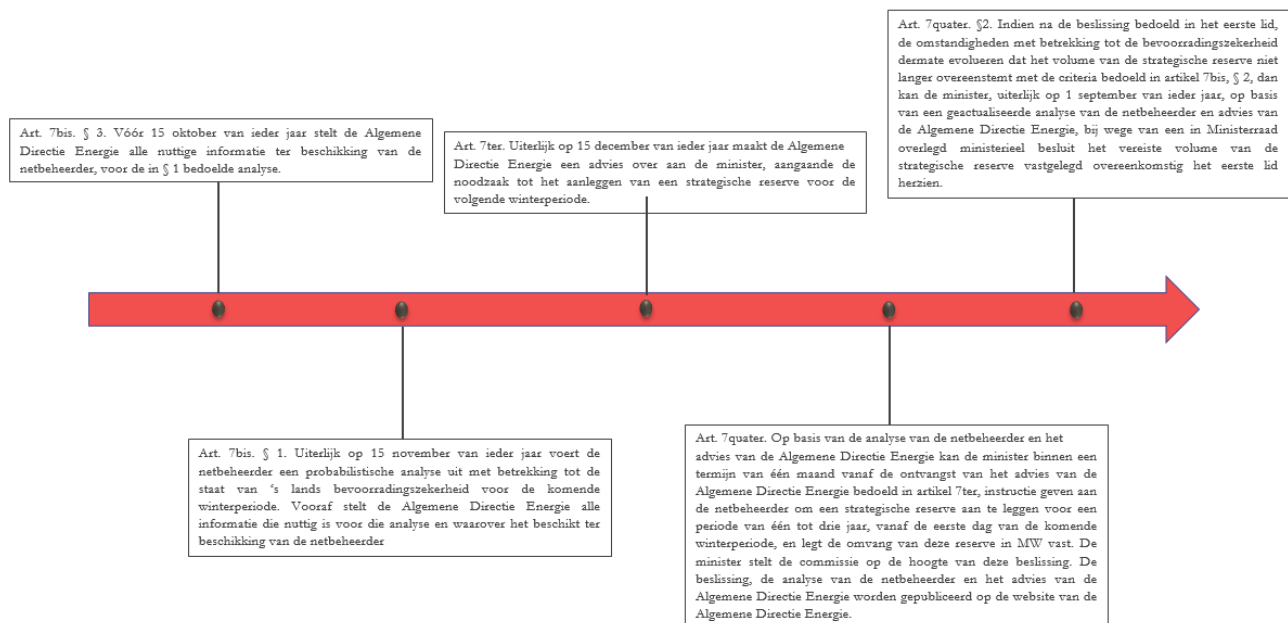 Art. 7bis. § 3. Vóór 15 oktober van ieder jaar stelt de Algemene
Directie Energie alle nuttige informatie ter beschikking van de
netbeheerder, voor de in § 1 bedoelde analyse.
Art. 7bis. § 1. Uiterlijk op 15 november van ieder jaar voert de
netbeheerder een probabilistische analyse uit met betrekking tot de
staat van ‘s lands bevoorradingszekerheid voor de komende
winterperiode. Vooraf stelt de Algemene Directie Energie alle
informatie die nuttig is voor die analyse en waarover het beschikt ter
beschikking van de netbeheerder
Art. 7ter. Uiterlijk op 15 december van ieder jaar maakt de Algemene
Directie Energie een advies over aan de minister, aangaande de
noodzaak tot het aanleggen van een strategische reserve voor de
volgende winterperiode.
Art. 7quater. Op basis van de analyse van de netbeheerder en het
advies van de Algemene Directie Energie kan de minister binnen een
termijn van één maand vanaf de ontvangst van het advies van de
Algemene Directie Energie bedoeld in artikel 7ter, instructie geven aan
de netbeheerder om een strategische reserve aan te leggen voor een
periode van één tot drie jaar, vanaf de eerste dag van de komende
winterperiode, en legt de omvang van deze reserve in MW vast. De
minister stelt de commissie op de hoogte van deze beslissing. De
beslissing, de analyse van de netbeheerder en het advies van de
Algemene Directie Energie worden gepubliceerd op de website van de
Algemene Directie Energie.
Art. 7quater. §2. Indien na de beslissing bedoeld in het eerste lid,
de omstandigheden met betrekking tot de bevoorradingszekerheid
dermate evolueren dat het volume van de strategische reserve niet
langer overeenstemt met de criteria bedoeld in artikel 7bis, § 2, dan
kan de minister, uiterlijk op 1 september van ieder jaar, op basis
van een geactualiseerde analyse van de netbeheerder en advies van
de Algemene Directie Energie, bij wege van een in Ministerraad
overlegd ministerieel besluit het vereiste volume van de
strategische reserve vastgelegd overeenkomstig het eerste lid
herzien.